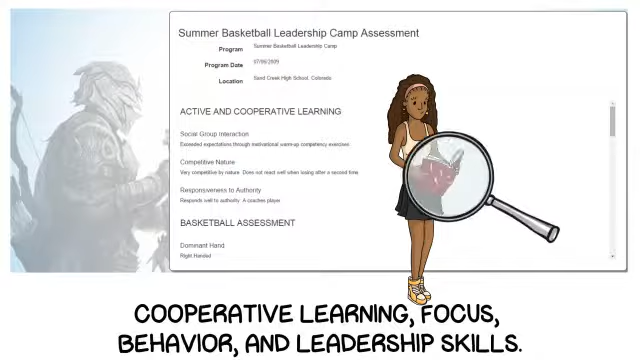 Summer Basketball Leadership Camp Assessment
Program Summer Basketball Leadership Camp
Program Date 07/06/2009
Location Sand Creek High School, Colorado
ACTIVE AND COOPERATIVE LEARNING
Social Group Interaction
Exceeded expectations through motivational warm-up competency exercises
Competitive Nature
Very competitive by nature. Does not react well when losing after a second time
Responsiveness to Authority
Responds well to authority. A coaches player.
BASKETBALL ASSESSMENT
Dominant Hand
Right Handed
COOPERATIVE LEARNING, FOCUS,
BEHAVIOR, AND LEADERSHIP SKILLS.